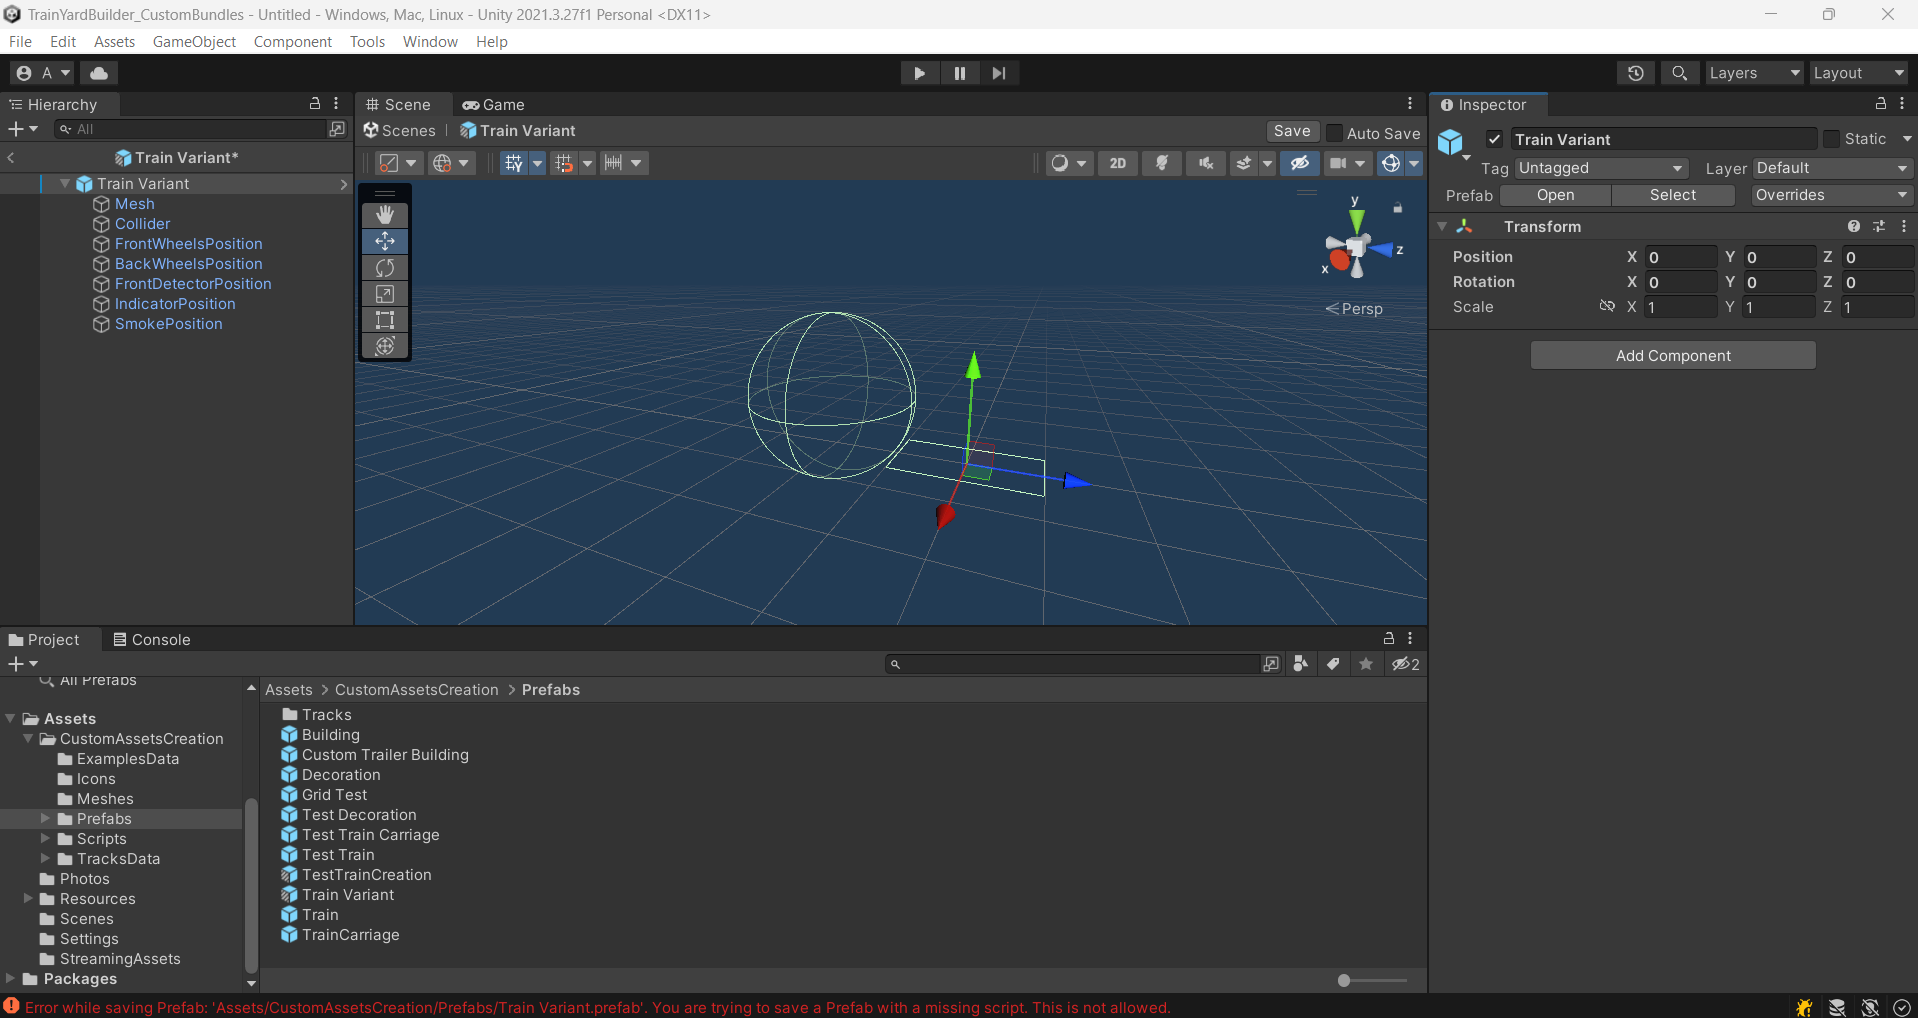 TrainYardBuilder_CustomBundles - Untitled - Windows, Mac, Linux - Unity 2021.3.27f1 Personal <DX11>
File Edit Assets GameObject Component Tools Window Help
A Layers Layout
Hierarchy
All
Train Variant*
Train Variant
Mesh
Collider
FrontWheelsPosition
BackWheelsPosition
FrontDetectorPosition
IndicatorPosition
SmokePosition
Scene Game
Scenes | Train Variant Save Auto Save
2D
y
z
x
< Persp
Inspector
Train Variant Static
Tag Untagged Layer Default
Prefab Open Select Overrides
Transform
Position X 0 Y 0 Z 0
Rotation X 0 Y 0 Z 0
Scale X 1 Y 1 Z 1
Add Component
Project Console
2
All Prefabs
Assets
CustomAssetsCreation
ExamplesData
Icons
Meshes
Prefabs
Scripts
TracksData
Photos
Resources
Scenes
Settings
StreamingAssets
Packages
Assets > CustomAssetsCreation > Prefabs
Tracks
Building
Custom Trailer Building
Decoration
Grid Test
Test Decoration
Test Train Carriage
Test Train
TestTrainCreation
Train Variant
Train
TrainCarriage
Error while saving Prefab: 'Assets/CustomAssetsCreation/Prefabs/Train Variant.prefab'. You are trying to save a Prefab with a missing script. This is not allowed.